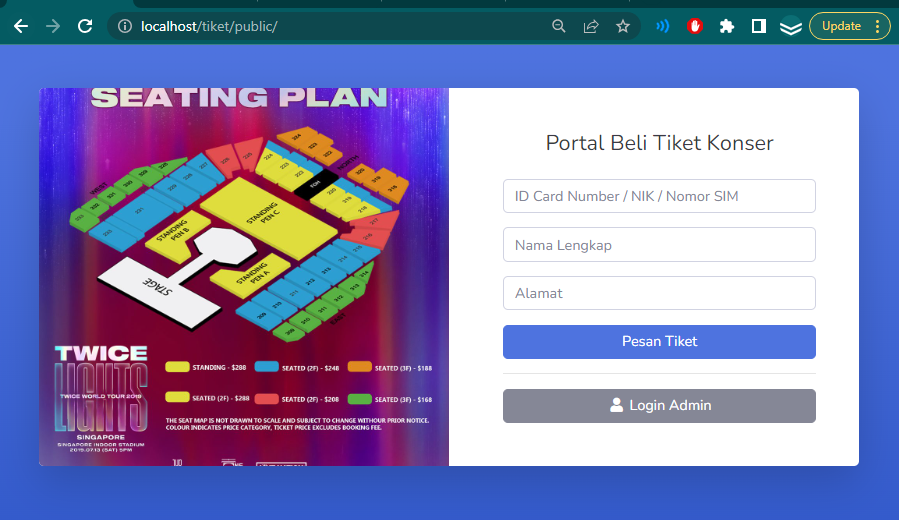 localhost/tiket/public/
Update
SEATING PLAN
STANDING PEN C
STANDING PEN B
STANDING PEN A
STAGE
TWICE
LIGHTS
TWICE WORLD TOUR 2019
SINGAPORE
SINGAPORE INDOOR STADIUM
2019.07.13 (SAT) 5PM
STANDING - $288
SEATED (2F) - $248
SEATED (3F) - $188
SEATED (2F) - $288
SEATED (2F) - $208
SEATED (3F) - $168
THE SEAT MAP IS NOT DRAWN TO SCALE AND SUBJECT TO CHANGE WITHOUR PRIOR NOTICE.
COLOUR INDICATES PRICE CATEGORY, TICKET PRICE EXCLUDES BOOKING FEE.
Portal Beli Tiket Konser
ID Card Number / NIK / Nomor SIM
Nama Lengkap
Alamat
Pesan Tiket
Login Admin